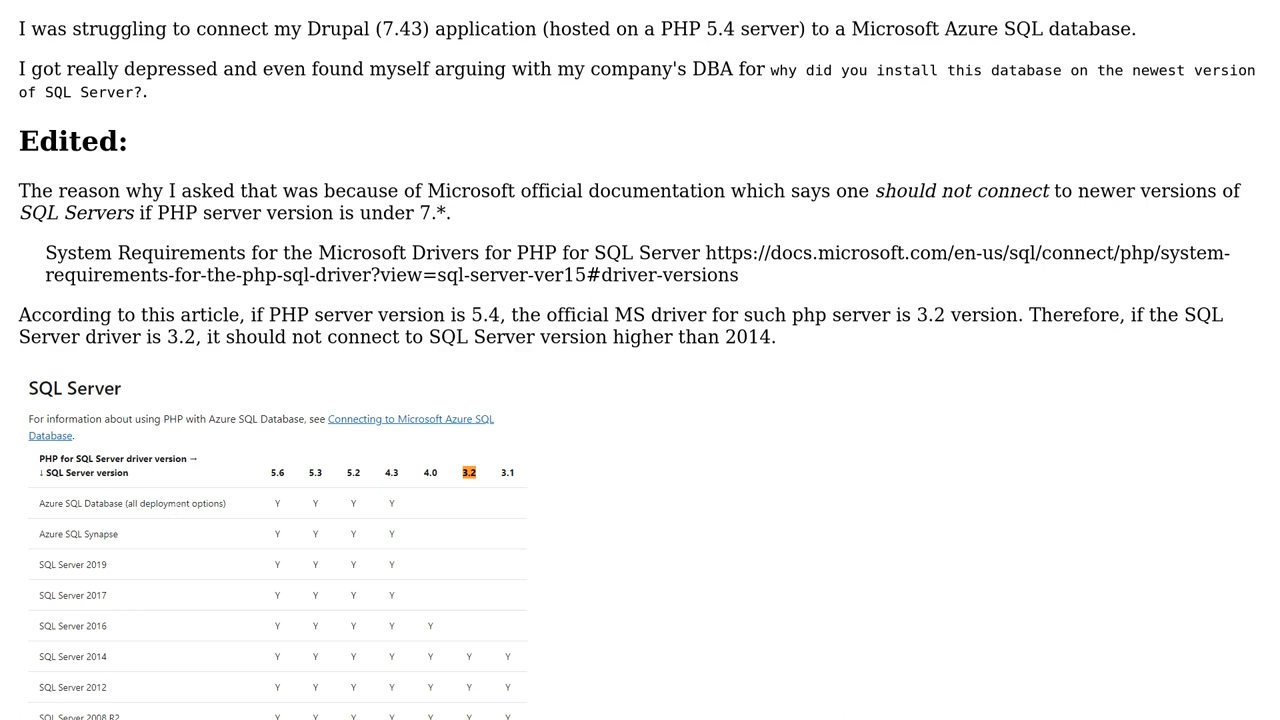 I was struggling to connect my Drupal (7.43) application (hosted on a PHP 5.4 server) to a Microsoft Azure SQL database.
I got really depressed and even found myself arguing with my company's DBA for why did you install this database on the newest version
of SQL Server?.
Edited:
The reason why I asked that was because of Microsoft official documentation which says one should not connect to newer versions of
SQL Servers if PHP server version is under 7.*.
System Requirements for the Microsoft Drivers for PHP for SQL Server https://docs.microsoft.com/en-us/sql/connect/php/system-
requirements-for-the-php-sql-driver?view=sql-server-ver15#driver-versions
According to this article, if PHP server version is 5.4, the official MS driver for such php server is 3.2 version. Therefore, if the SQL
Server driver is 3.2, it should not connect to SQL Server version higher than 2014.
SQL Server
For information about using PHP with Azure SQL Database, see Connecting to Microsoft Azure SQL
Database.
PHP for SQL Server driver version →
↓ SQL Server version 5.6 5.3 5.2 4.3 4.0 3.2 3.1
Azure SQL Database (all deployment options) Y Y Y Y
Azure SQL Synapse Y Y Y Y
SQL Server 2019 Y Y Y Y
SQL Server 2017 Y Y Y Y
SQL Server 2016 Y Y Y Y Y
SQL Server 2014 Y Y Y Y Y Y Y
SQL Server 2012 Y Y Y Y Y Y Y
SQL Server 2008 R2 Y Y Y Y Y Y Y